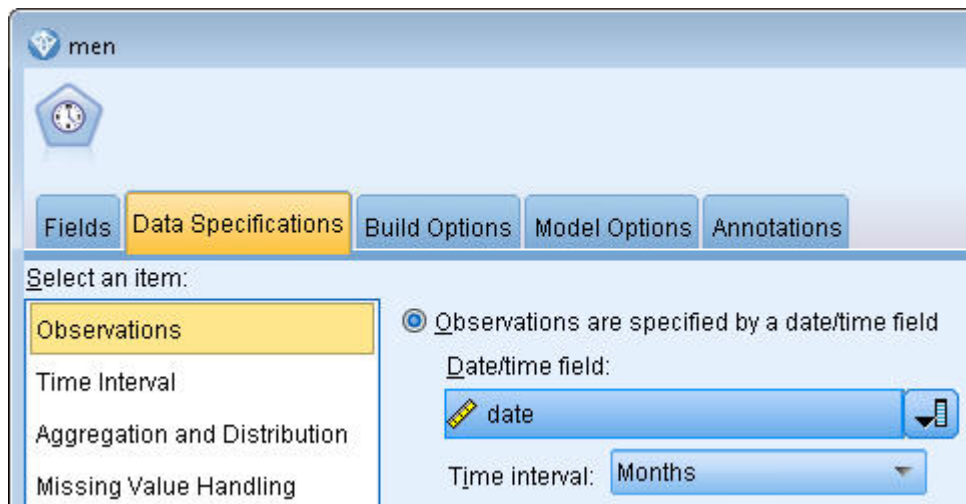 men
Fields Data Specifications Build Options Model Options Annotations
Select an item:
Observations
Time Interval
Aggregation and Distribution
Missing Value Handling
Observations are specified by a date/time field
Date/time field:
date
Time interval: Months